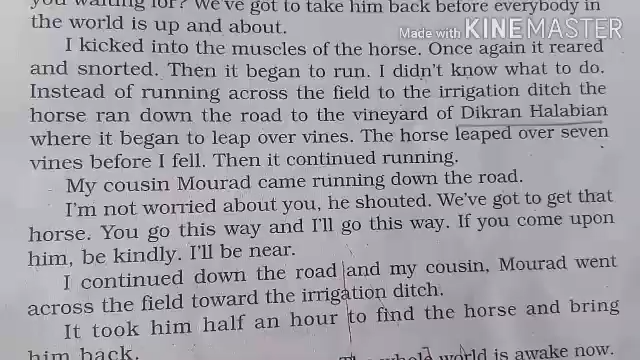 you waiting for? We've got to take him back before everybody in
Made with KINEMASTER
the world is up and about.
I kicked into the muscles of the horse. Once again it reared
and snorted. Then it began to run. I didn't know what to do.
Instead of running across the field to the irrigation ditch the
horse ran down the road to the vineyard of Dikran Halabian
where it began to leap over vines. The horse leaped over seven
vines before I fell. Then it continued running.
My cousin Mourad came running down the road.
I'm not worried about you, he shouted. We've got to get that
horse. You go this way and I'll go this way. If you come upon
him, be kindly. I'll be near.
I continued down the road and my cousin, Mourad went
across the field toward the irrigation ditch.
It took him half an hour to find the horse and bring
him back.
whole world is awake now.